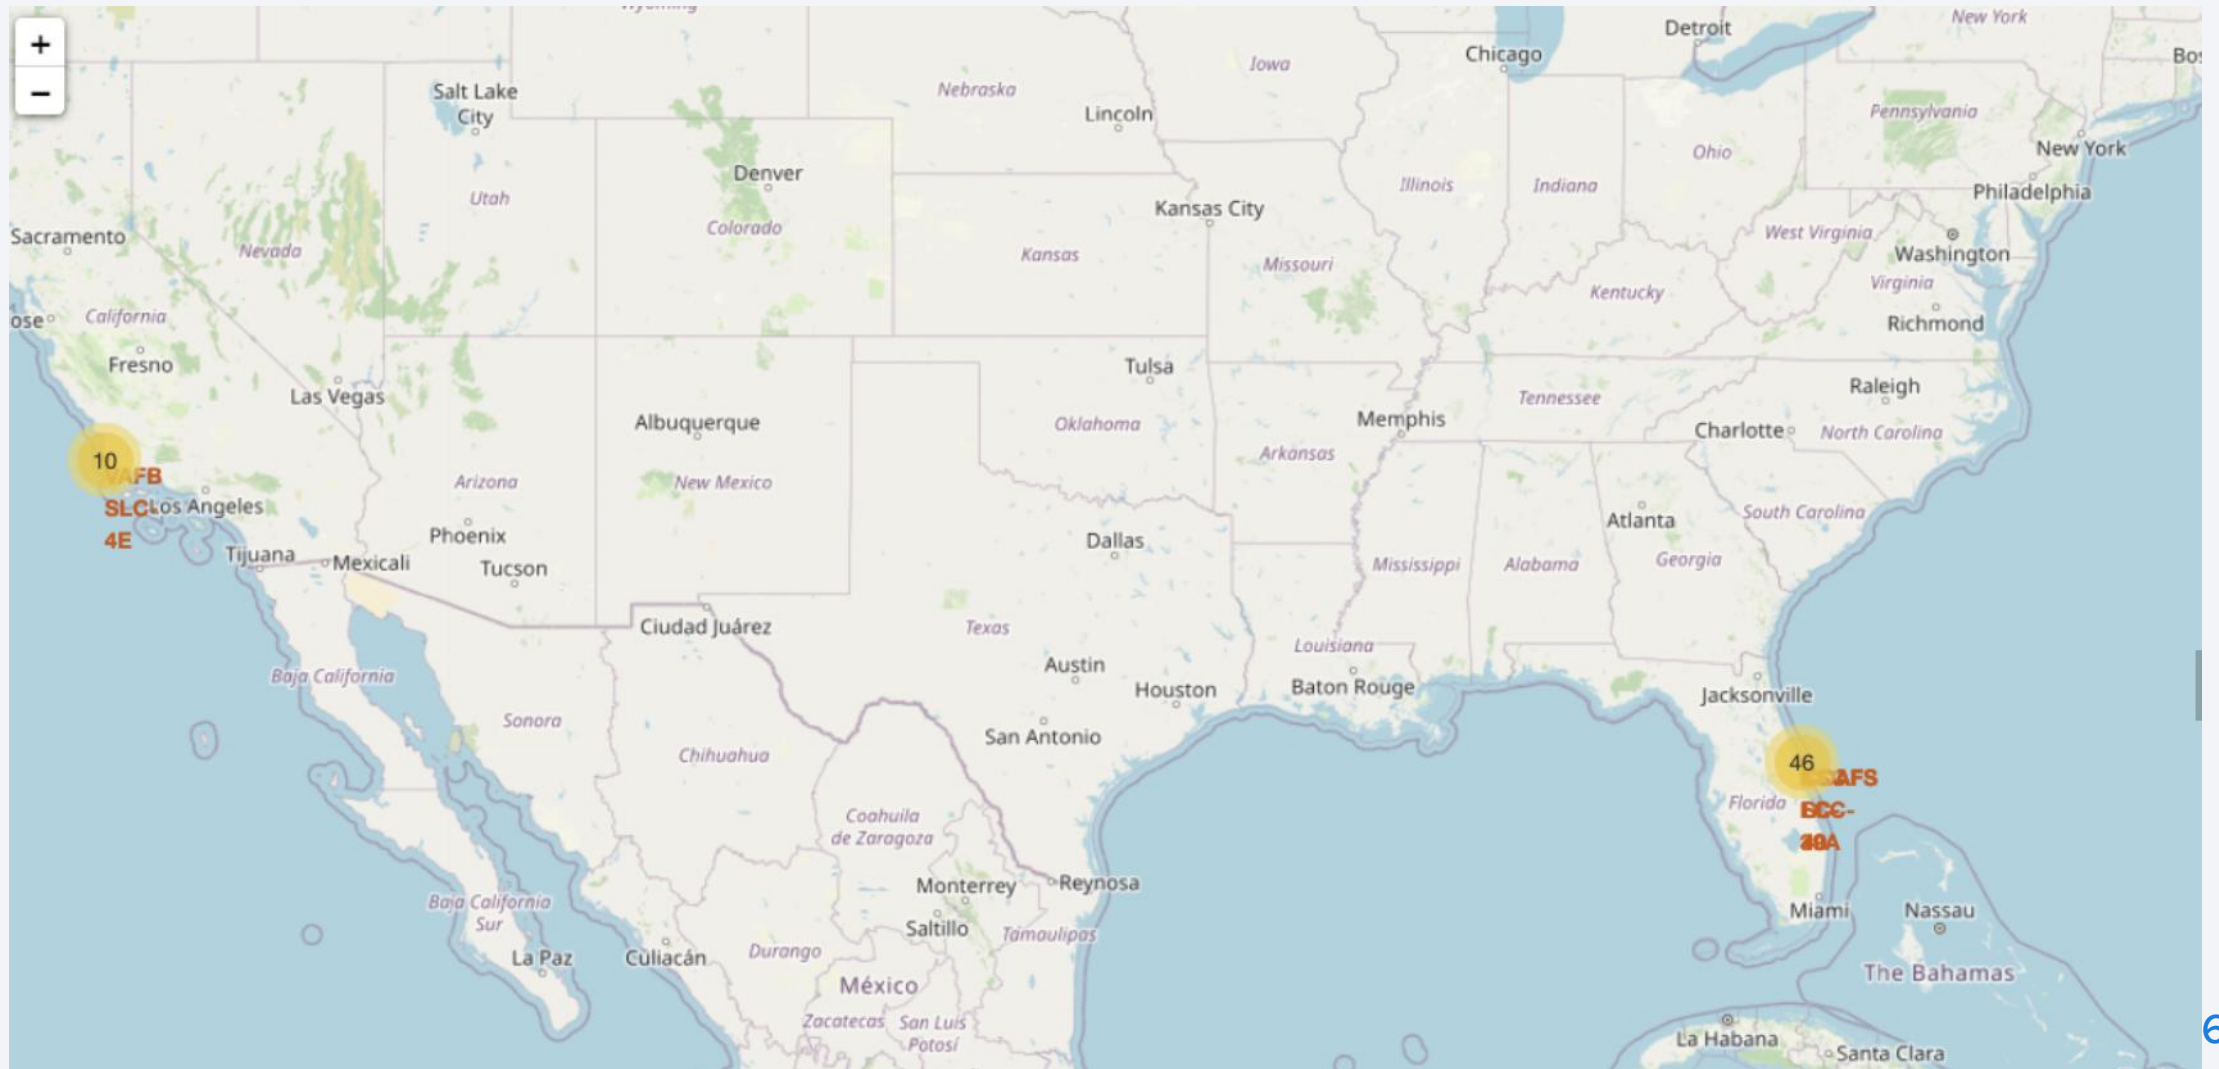 +
−
Wyoming
Detroit
New York
Chicago
Iowa
Salt Lake
City
Nebraska
Lincoln
Pennsylvania
New York
Ohio
Denver
Utah
Illinois
Indiana
Philadelphia
Kansas City
Colorado
Sacramento
Nevada
Kansas
Missouri
West Virginia
Washington
Virginia
Kentucky
California
Richmond
Fresno
Tulsa
Las Vegas
Raleigh
Tennessee
Albuquerque
Oklahoma
Memphis
Charlotte
North Carolina
Arkansas
10
VAFB
SLC-
4E
Arizona
New Mexico
Los Angeles
South Carolina
Atlanta
Phoenix
Dallas
Tijuana
Mexicali
Tucson
Mississippi
Alabama
Georgia
Ciudad Juárez
Texas
Louisiana
Austin
Baja California
Houston
Baton Rouge
Jacksonville
Sonora
San Antonio
Chihuahua
46
Florida
Coahuila
de Zaragoza
Monterrey
Reynosa
Baja California
Sur
Miami
Nassau
Saltillo
Tamaulipas
La Paz
Culiacán
Durango
The Bahamas
México
Zacatecas
San Luis
Potosí
La Habana
Santa Clara
6